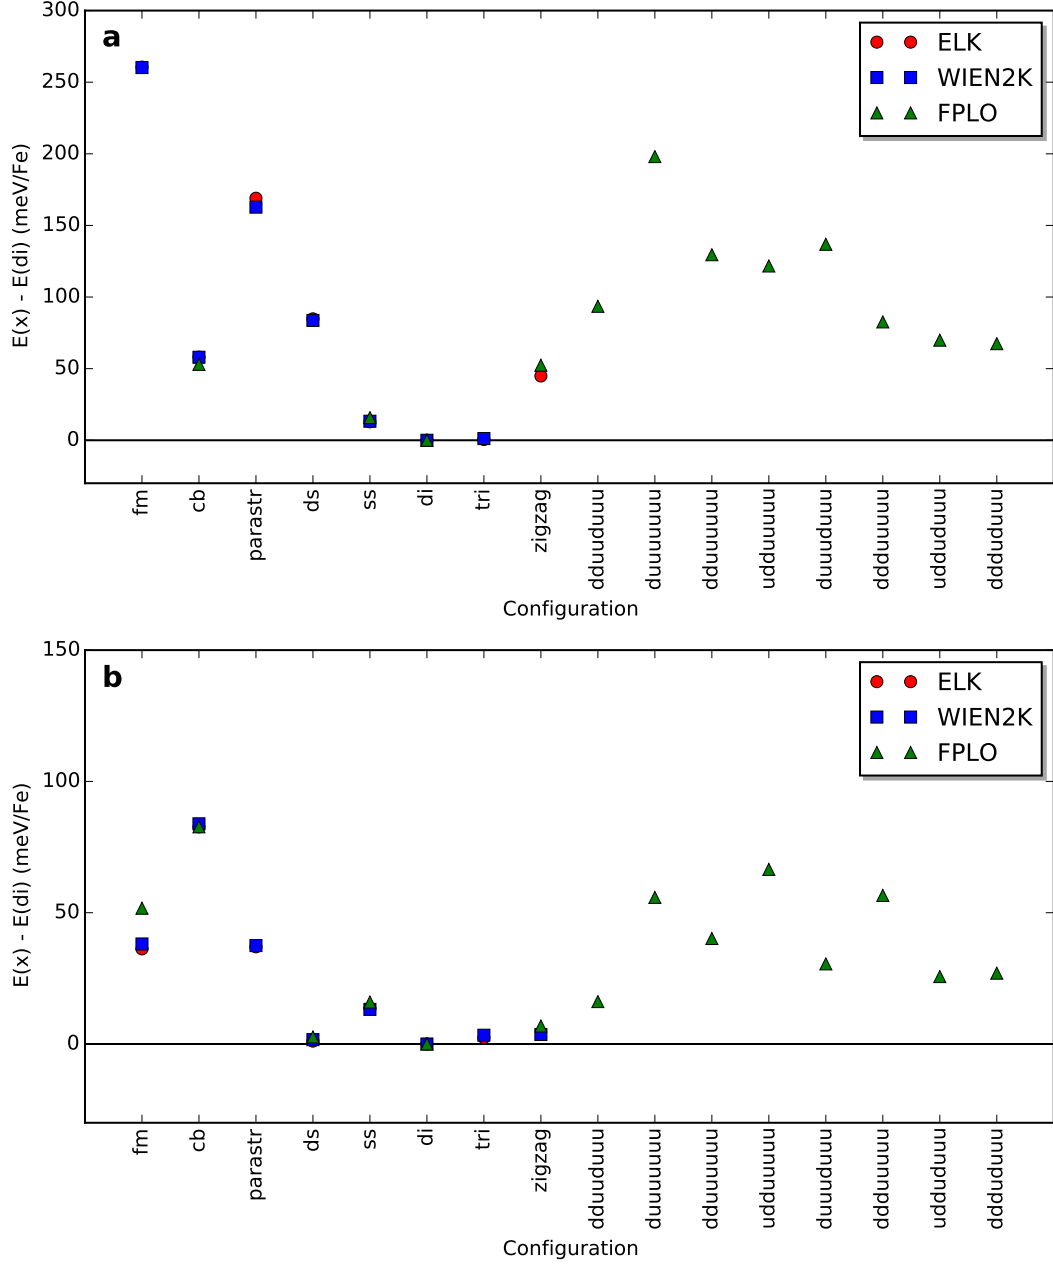 a
ELK
WIEN2K
FPLO
300
250
200
150
100
50
0
E(x) - E(di) (meV/Fe)
fm
cb
parastr
ds
ss
di
tri
zigzag
dduuduuu
duuuuuuu
dduuuuuu
udduuuuu
duuuduuu
ddduuuuu
udduduuu
ddduduuu
Configuration
b
ELK
WIEN2K
FPLO
150
100
50
0
E(x) - E(di) (meV/Fe)
fm
cb
parastr
ds
ss
di
tri
zigzag
dduuduuu
duuuuuuu
dduuuuuu
udduuuuu
duuuduuu
ddduuuuu
udduduuu
ddduduuu
Configuration